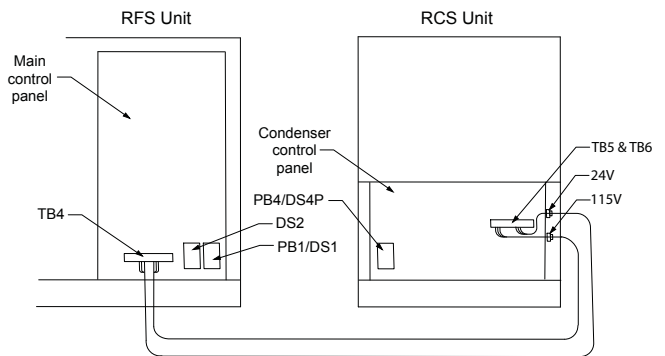 RFS Unit
RCS Unit
Main
control
panel
Condenser
control
panel
TB5 & TB6
24V
115V
PB4/DS4P
TB4
DS2
PB1/DS1